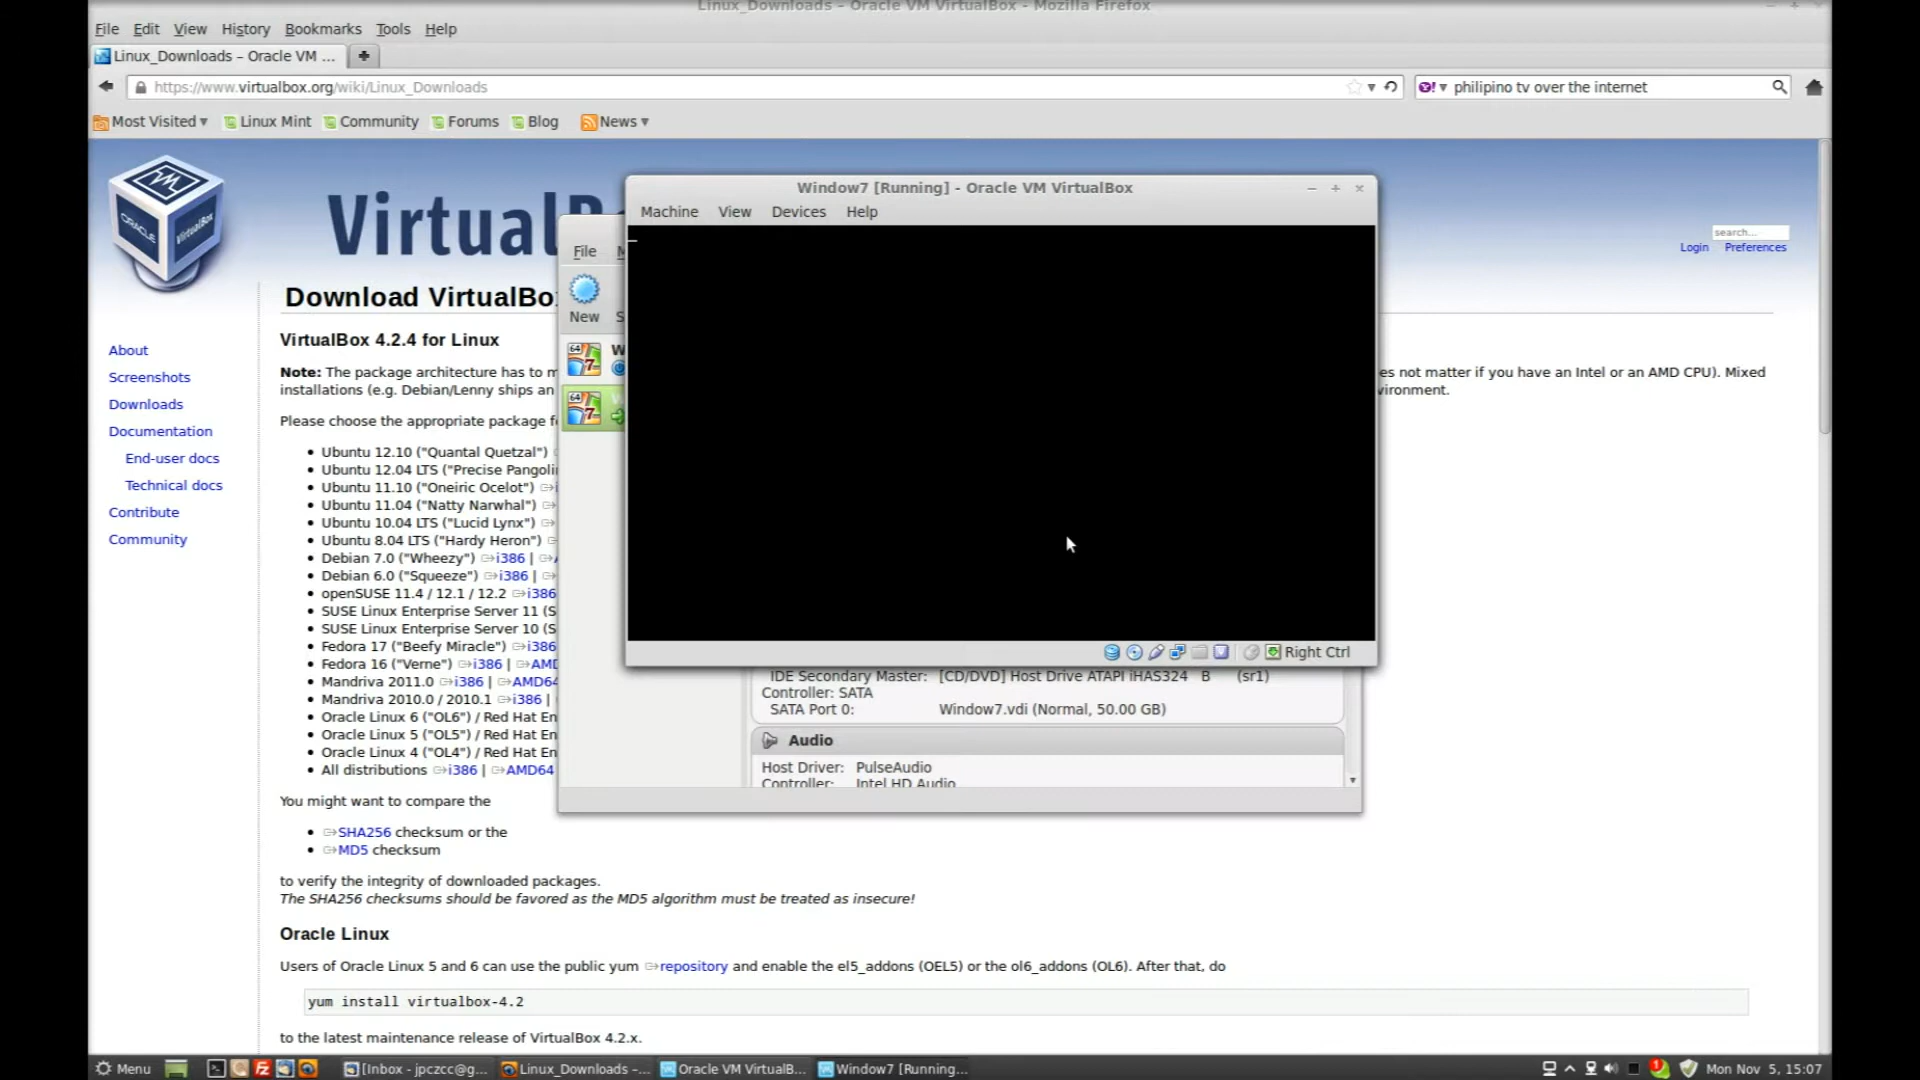 Linux_Downloads – Oracle VM VirtualBox - Mozilla Firefox
File Edit View History Bookmarks Tools Help
Linux_Downloads – Oracle VM ...
https://www.virtualbox.org/wiki/Linux_Downloads
philipino tv over the internet
Most Visited Linux Mint Community Forums Blog News
ORACLE
VirtualBox
search...
Login Preferences
Download VirtualBo
VirtualBox 4.2.4 for Linux
About
Screenshots
Downloads
Documentation
End-user docs
Technical docs
Contribute
Community
Note: The package architecture has to m
es not matter if you have an Intel or an AMD CPU). Mixed
installations (e.g. Debian/Lenny ships an
vironment.
Please choose the appropriate package f
• Ubuntu 12.10 ("Quantal Quetzal")
• Ubuntu 12.04 LTS ("Precise Pangoli
• Ubuntu 11.10 ("Oneiric Ocelot")
• Ubuntu 11.04 ("Natty Narwhal")
• Ubuntu 10.04 LTS ("Lucid Lynx")
• Ubuntu 8.04 LTS ("Hardy Heron")
• Debian 7.0 ("Wheezy") i386 |
• Debian 6.0 ("Squeeze") i386 |
• openSUSE 11.4 / 12.1 / 12.2 i386
• SUSE Linux Enterprise Server 11 (S
• SUSE Linux Enterprise Server 10 (S
• Fedora 17 ("Beefy Miracle") i386
• Fedora 16 ("Verne") i386 | AMD
• Mandriva 2011.0 i386 | AMD64
• Mandriva 2010.0 / 2010.1 i386 |
• Oracle Linux 6 ("OL6") / Red Hat En
• Oracle Linux 5 ("OL5") / Red Hat En
• Oracle Linux 4 ("OL4") / Red Hat En
• All distributions i386 | AMD64
You might want to compare the
• SHA256 checksum or the
• MD5 checksum
to verify the integrity of downloaded packages.
The SHA256 checksums should be favored as the MD5 algorithm must be treated as insecure!
Oracle Linux
Users of Oracle Linux 5 and 6 can use the public yum repository and enable the el5_addons (OEL5) or the ol6_addons (OL6). After that, do
yum install virtualbox-4.2
to the latest maintenance release of VirtualBox 4.2.x.
Window7 [Running] - Oracle VM VirtualBox
Machine View Devices Help
Right Ctrl
File M
New S
64 7 W
64 7
IDE Secondary Master: [CD/DVD] Host Drive ATAPI iHAS324 B (sr1)
Controller: SATA
SATA Port 0: Window7.vdi (Normal, 50.00 GB)
Audio
Host Driver: PulseAudio
Controller: Intel HD Audio
Menu [Inbox - jpczcc@g... Linux_Downloads –... Oracle VM VirtualB... Window7 [Running... Mon Nov 5, 15:07